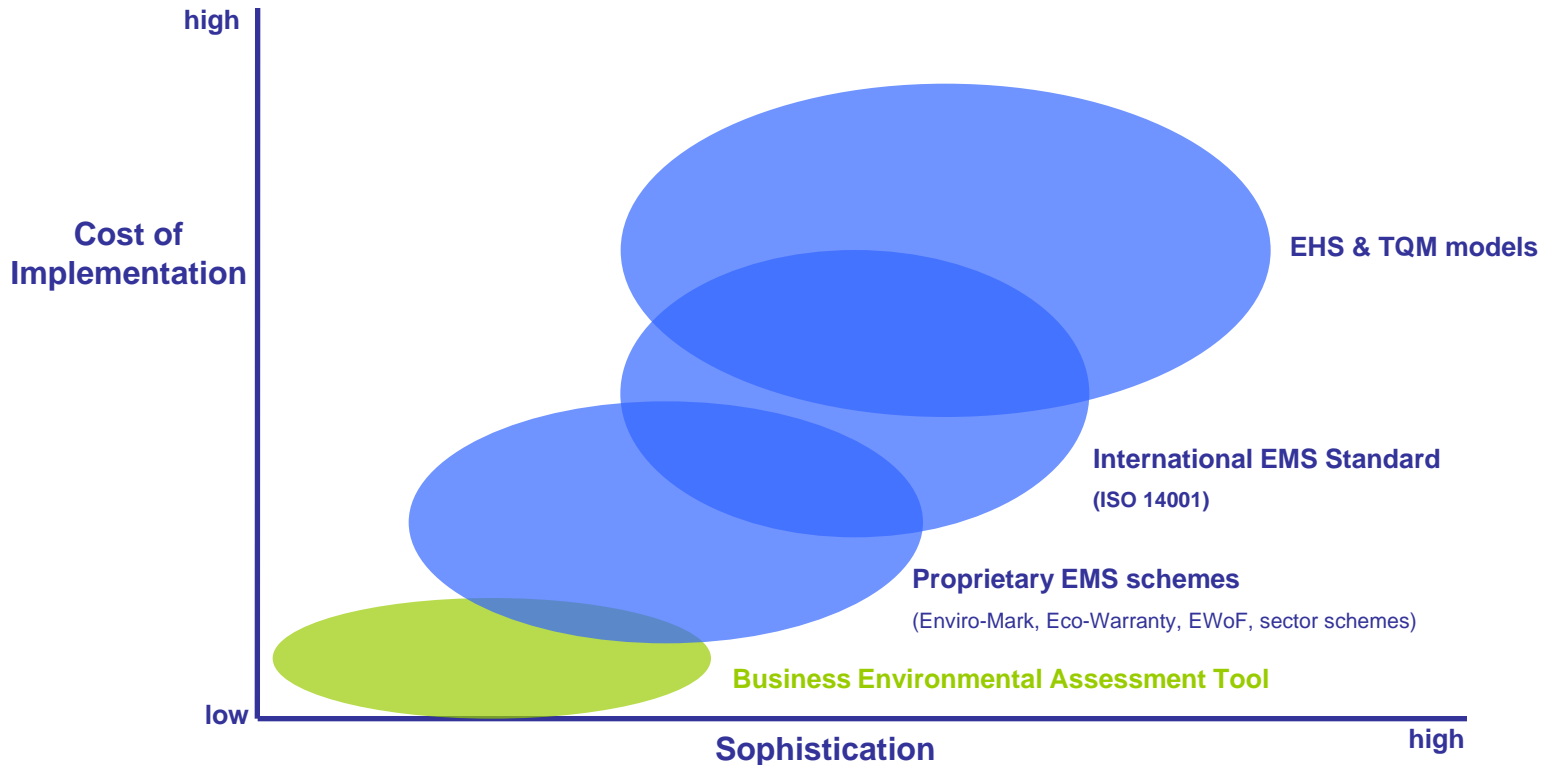 high
Cost of
Implementation
EHS & TQM models
International EMS Standard
(ISO 14001)
Proprietary EMS schemes
(Enviro-Mark, Eco-Warranty, EWoF, sector schemes)
Business Environmental Assessment Tool
low
Sophistication
high